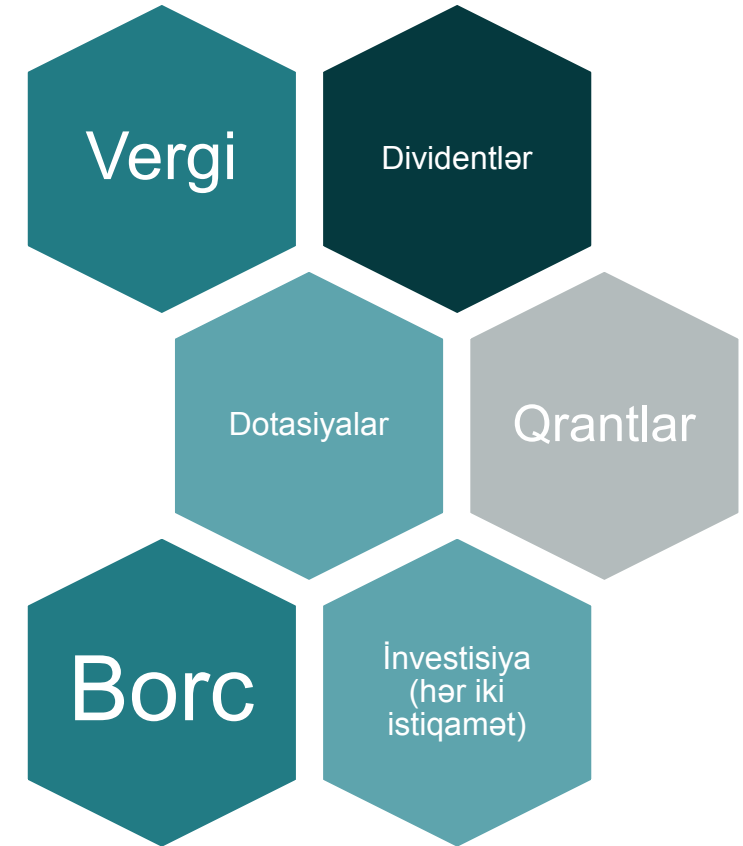 Vergi
Dividentlər
Dotasiyalar
Qrantlar
Borc
İnvestisiya
(hər iki
istiqamət)